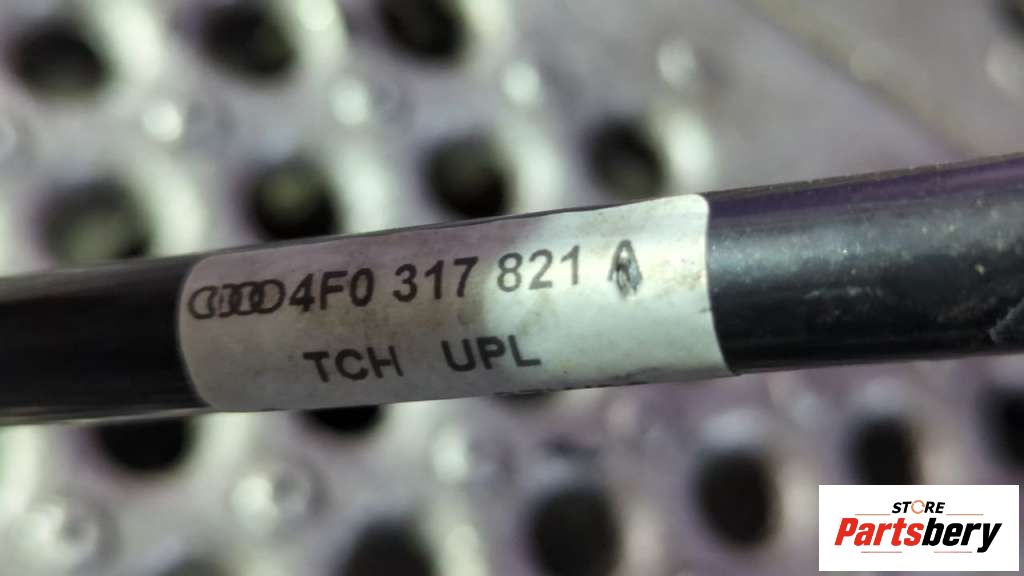 4F0 317 821 A
TCH UPL
STORE
Partsbery